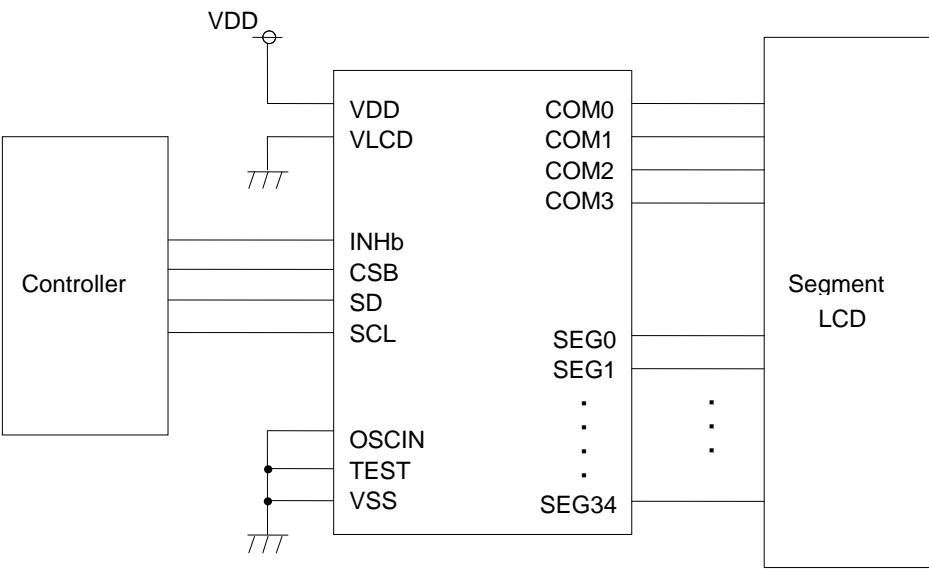 VDD
VDD
VLCD
INHb
CSB
SD
SCL
OSCIN
TEST
VSS
COM0
COM1
COM2
COM3
SEG0
SEG1
SEG34
Controller
Segment
LCD